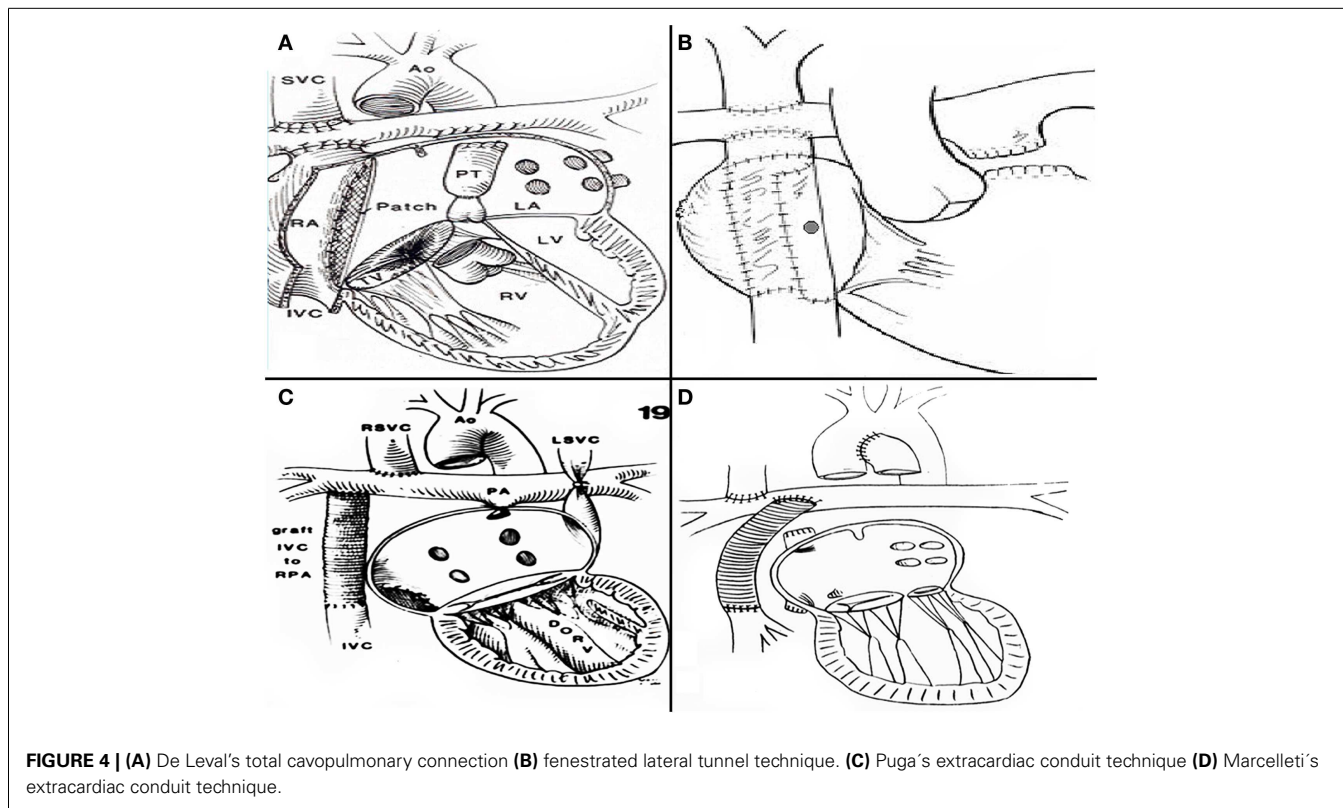 A
SVC
Ao
PT
RA
Patch
LA
LV
RV
IVC
B
C
19
RSVC
Ao
LSVC
PA
graft
IVC
to
RPA
DORV
IVC
D
FIGURE 4 | (A) De Leval's total cavopulmonary connection (B) fenestrated lateral tunnel technique. (C) Puga´s extracardiac conduit technique (D) Marcelleti´s
extracardiac conduit technique.